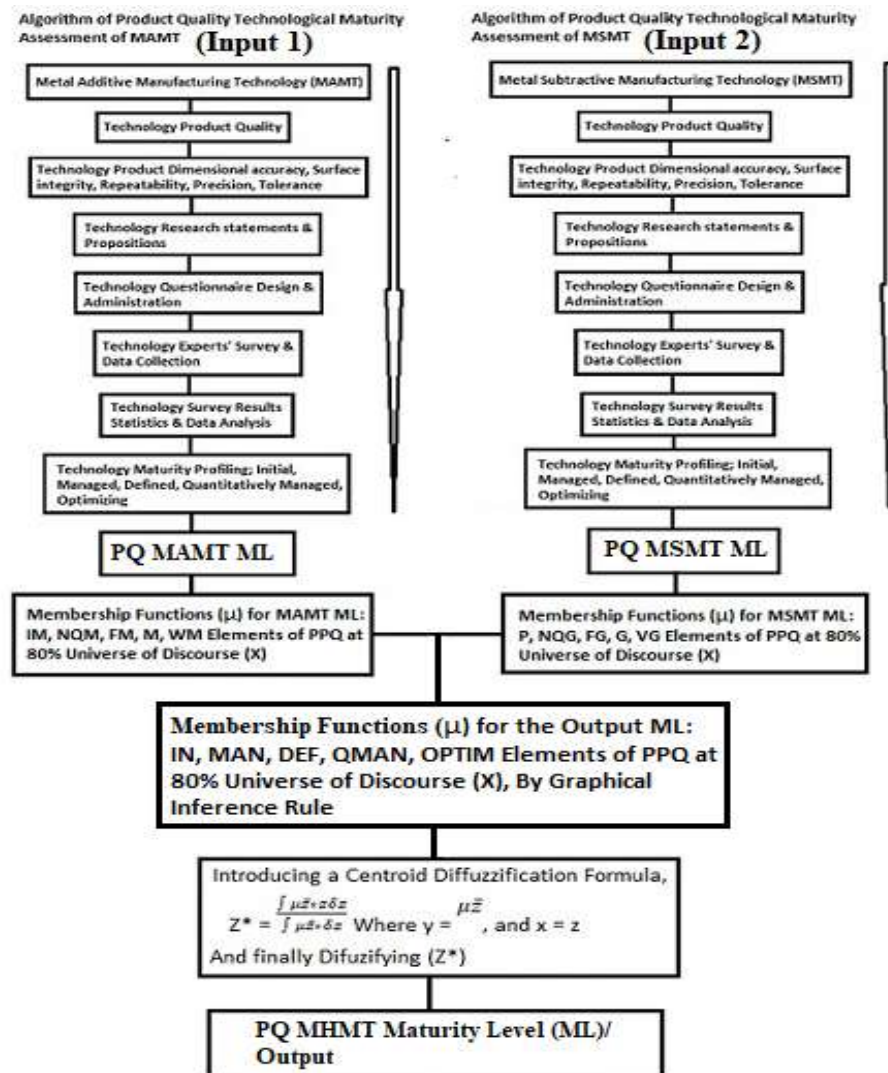 Algorithm of Product Quality Technological Maturity
Assessment of MAMT (Input 1)
Metal Additive Manufacturing Technology (MAMT)
Technology Product Quality
Technology Product Dimensional accuracy, Surface
integrity, Repeatability, Precision, Tolerance
Technology Research statements &
Propositions
Technology Questionnaire Design &
Administration
Technology Experts' Survey &
Data Collection
Technology Survey Results
Statistics & Data Analysis
Technology Maturity Profiling; Initial,
Managed, Defined, Quantitatively Managed,
Optimizing
PQ MAMT ML
Membership Functions (μ) for MAMT ML:
IM, NQM, FM, M, WM Elements of PPQ at
80% Universe of Discourse (X)
Algorithm of Product Quality Technological Maturity
Assessment of MSMT (Input 2)
Metal Subtractive Manufacturing Technology (MSMT)
Technology Product Quality
Technology Product Dimensional accuracy, Surface
integrity, Repeatability, Precision, Tolerance
Technology Research statements &
Propositions
Technology Questionnaire Design &
Administration
Technology Experts' Survey &
Data Collection
Technology Survey Results
Statistics & Data Analysis
Technology Maturity Profiling; Initial,
Managed, Defined, Quantitatively Managed,
Optimizing
PQ MSMT ML
Membership Functions (μ) for MSMT ML:
P, NQG, FG, G, VG Elements of PPQ at 80%
Universe of Discourse (X)
Membership Functions (μ) for the Output ML:
IN, MAN, DEF, QMAN, OPTIM Elements of PPQ at
80% Universe of Discourse (X), By Graphical
Inference Rule
Introducing a Centroid Diffuzzification Formula,
Z* = ∫ μz̄*zδz / ∫ μz̄*δz Where y = μz̄ , and x = z
And finally Difuzifying (Z*)
PQ MHMT Maturity Level (ML)/
Output